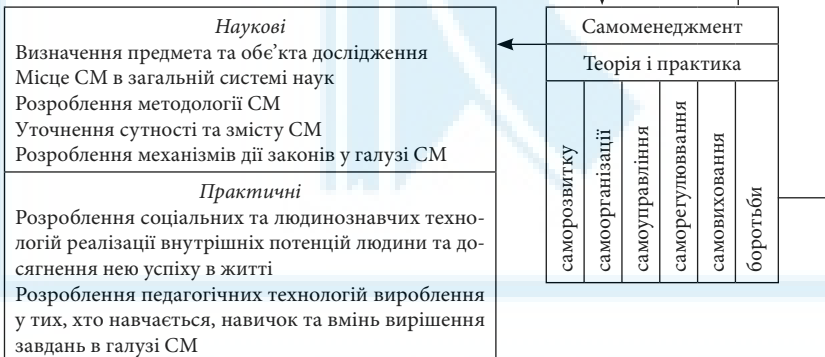 Наукові
Визначення предмета та обє’кта дослідження
Місце СМ в загальній системі наук
Розроблення методології СМ
Уточнення сутності та змісту СМ
Розроблення механізмів дії законів у галузі СМ
Практичні
Розроблення соціальних та людинознавчих техно-
логій реалізації внутрішніх потенцій людини та до-
сягнення нею успіху в житті
Розроблення педагогічних технологій вироблення
у тих, хто навчається, навичок та вмінь вирішення
завдань в галузі СМ
Самоменеджмент
Теорія і практика
саморозвитку
самоорганізації
самоуправління
саморегулюввання
самовиховання
боротьби